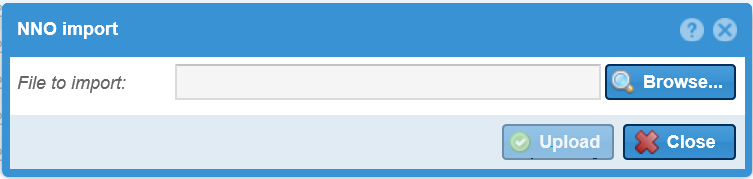 NNO import
File to import:
Browse...
Upload
Close